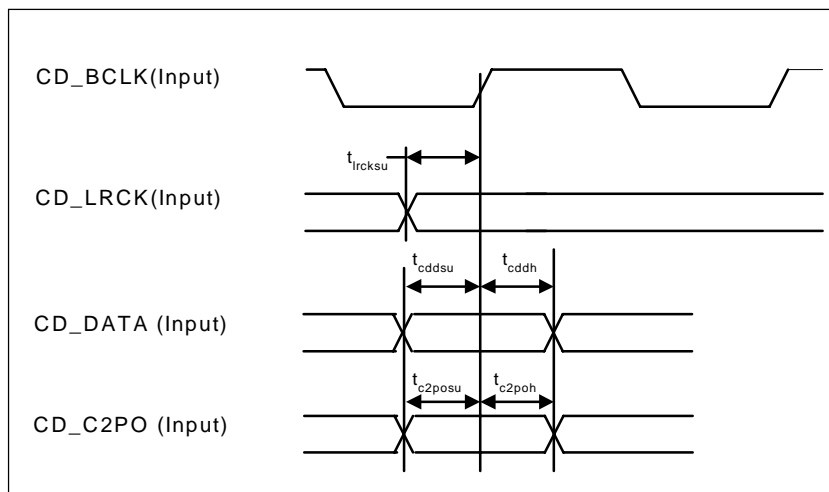 CD_BCLK(Input)
t_lrcksu
CD_LRCK(Input)
t_cddsu t_cddh
CD_DATA (Input)
t_c2posu t_c2poh
CD_C2PO (Input)